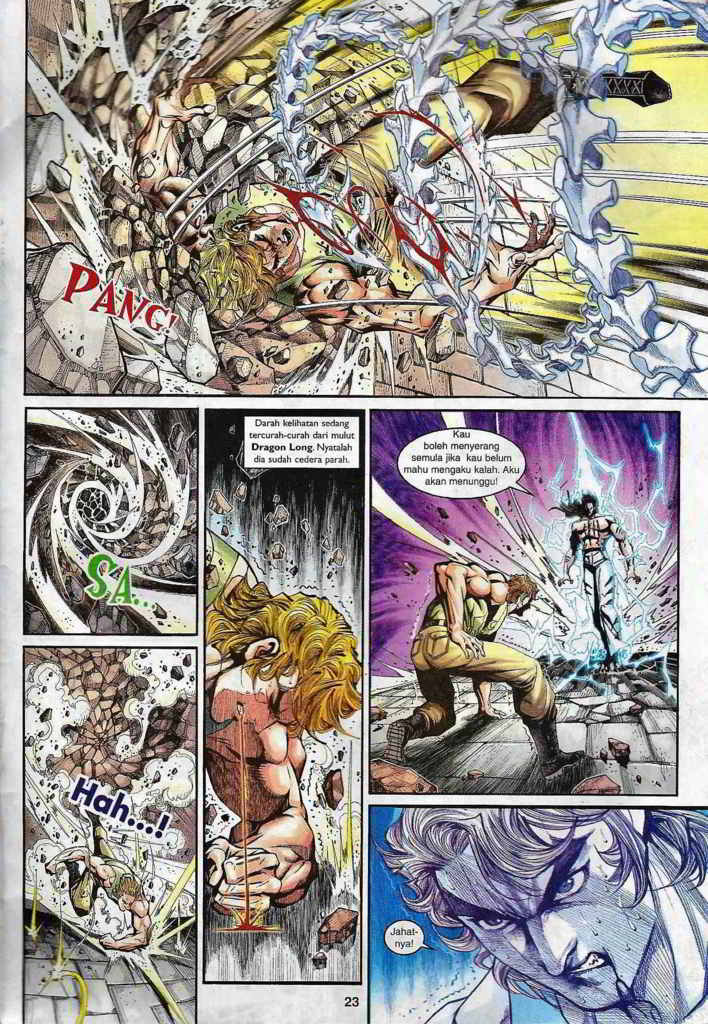 XXXXI
PANG!
SA...
Hah...!
Darah kelihatan sedang
tercurah-curah dari mulut
Dragon Long. Nyatalah
dia sudah cedera parah.
Kau
boleh menyerang
semula jika kau belum
mahu mengaku kalah. Aku
akan menunggu!
Jahat-
nya!
23